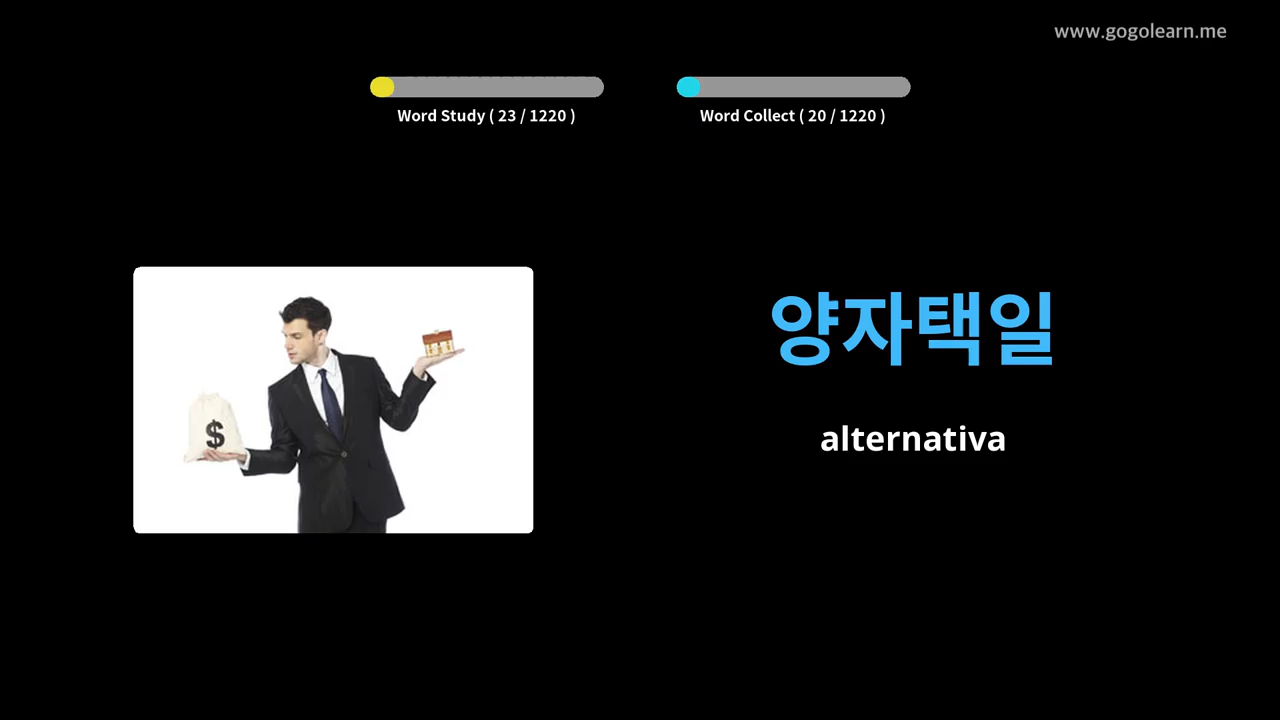 www.gogolearn.me
Word Study ( 23 / 1220 )
Word Collect ( 20 / 1220 )
양자택일
$
alternativa